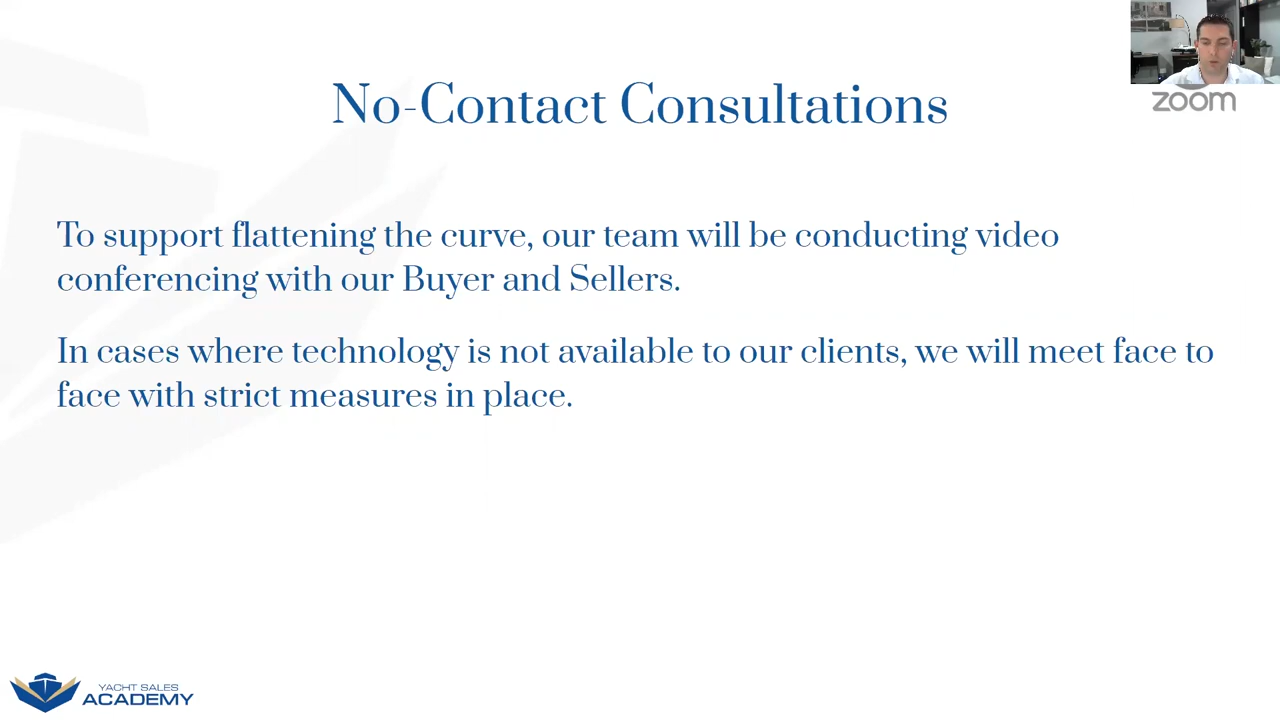 zoom
No-Contact Consultations
To support flattening the curve, our team will be conducting video
conferencing with our Buyer and Sellers.
In cases where technology is not available to our clients, we will meet face to
face with strict measures in place.
YACHT SALES
ACADEMY